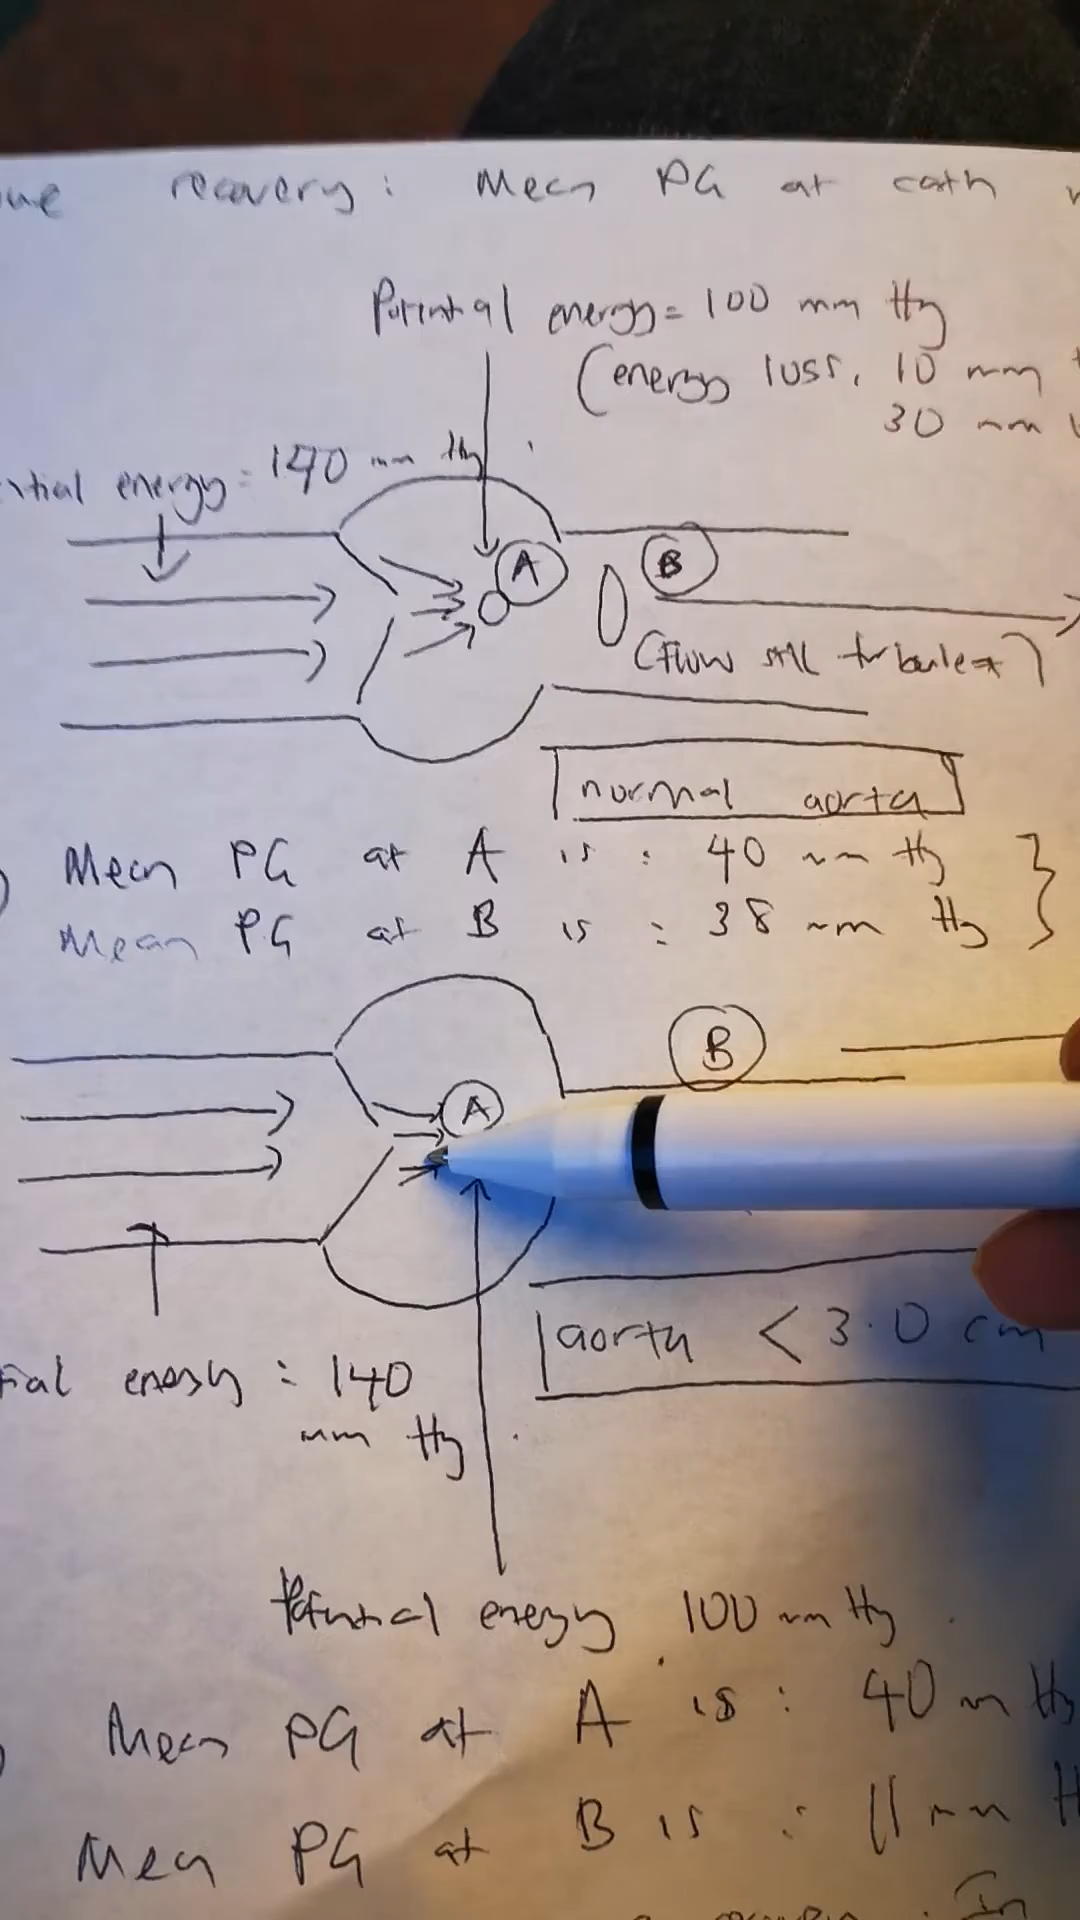 recovery: Mean PG at cath
Potential energy = 100 mm Hg
(energy loss, 10 mm
30 mm
energy = 140 mm Hg
A
B
(Flow still turbulent)
normal aorta
Mean PG at A is : 40 mm Hg
Mean PG at B is : 38 mm Hg
B
A
aorta < 3.0 cm
energy : 140
mm Hg
Potential energy 100 mm Hg
Mean PG at A is : 40 m Hg
Mean PG at B is : 11 mm H
In